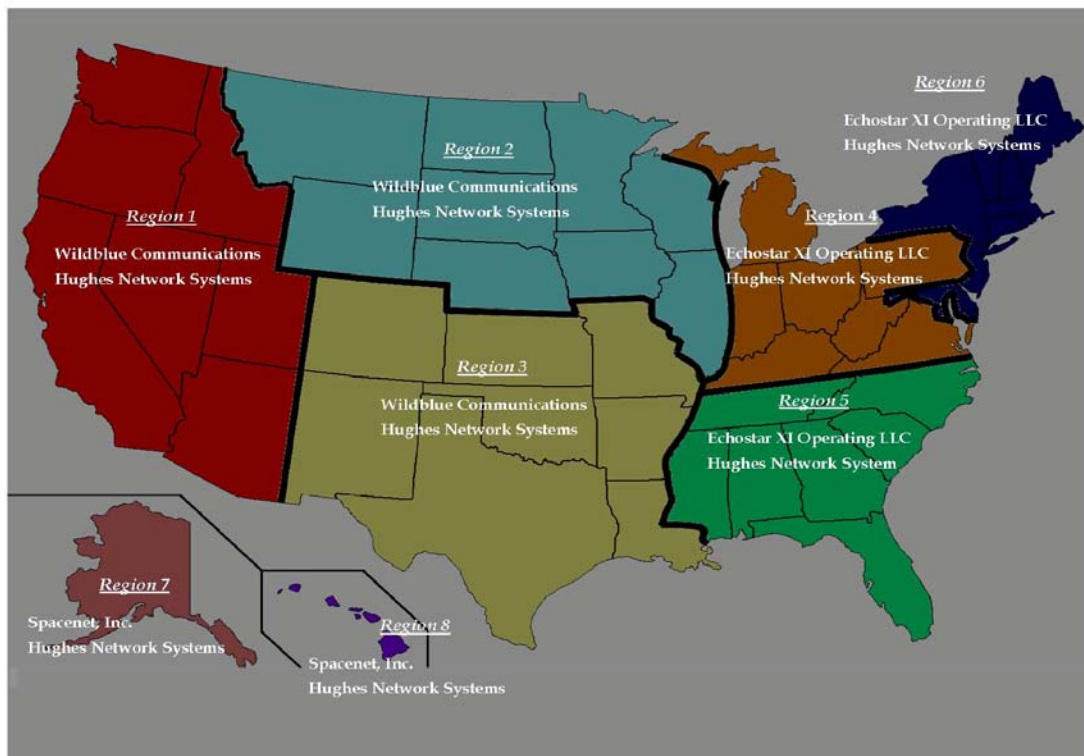 Region 6
Echostar XI Operating LLC
Hughes Network Systems
Region 2
Wildblue Communications
Hughes Network Systems
Region 1
Wildblue Communications
Hughes Network Systems
Region 4
Echostar XI Operating LLC
Hughes Network Systems
Region 3
Wildblue Communications
Hughes Network Systems
Region 5
Echostar XI Operating LLC
Hughes Network System
Region 7
Spacenet, Inc.
Hughes Network Systems
Region 8
Spacenet, Inc.
Hughes Network Systems